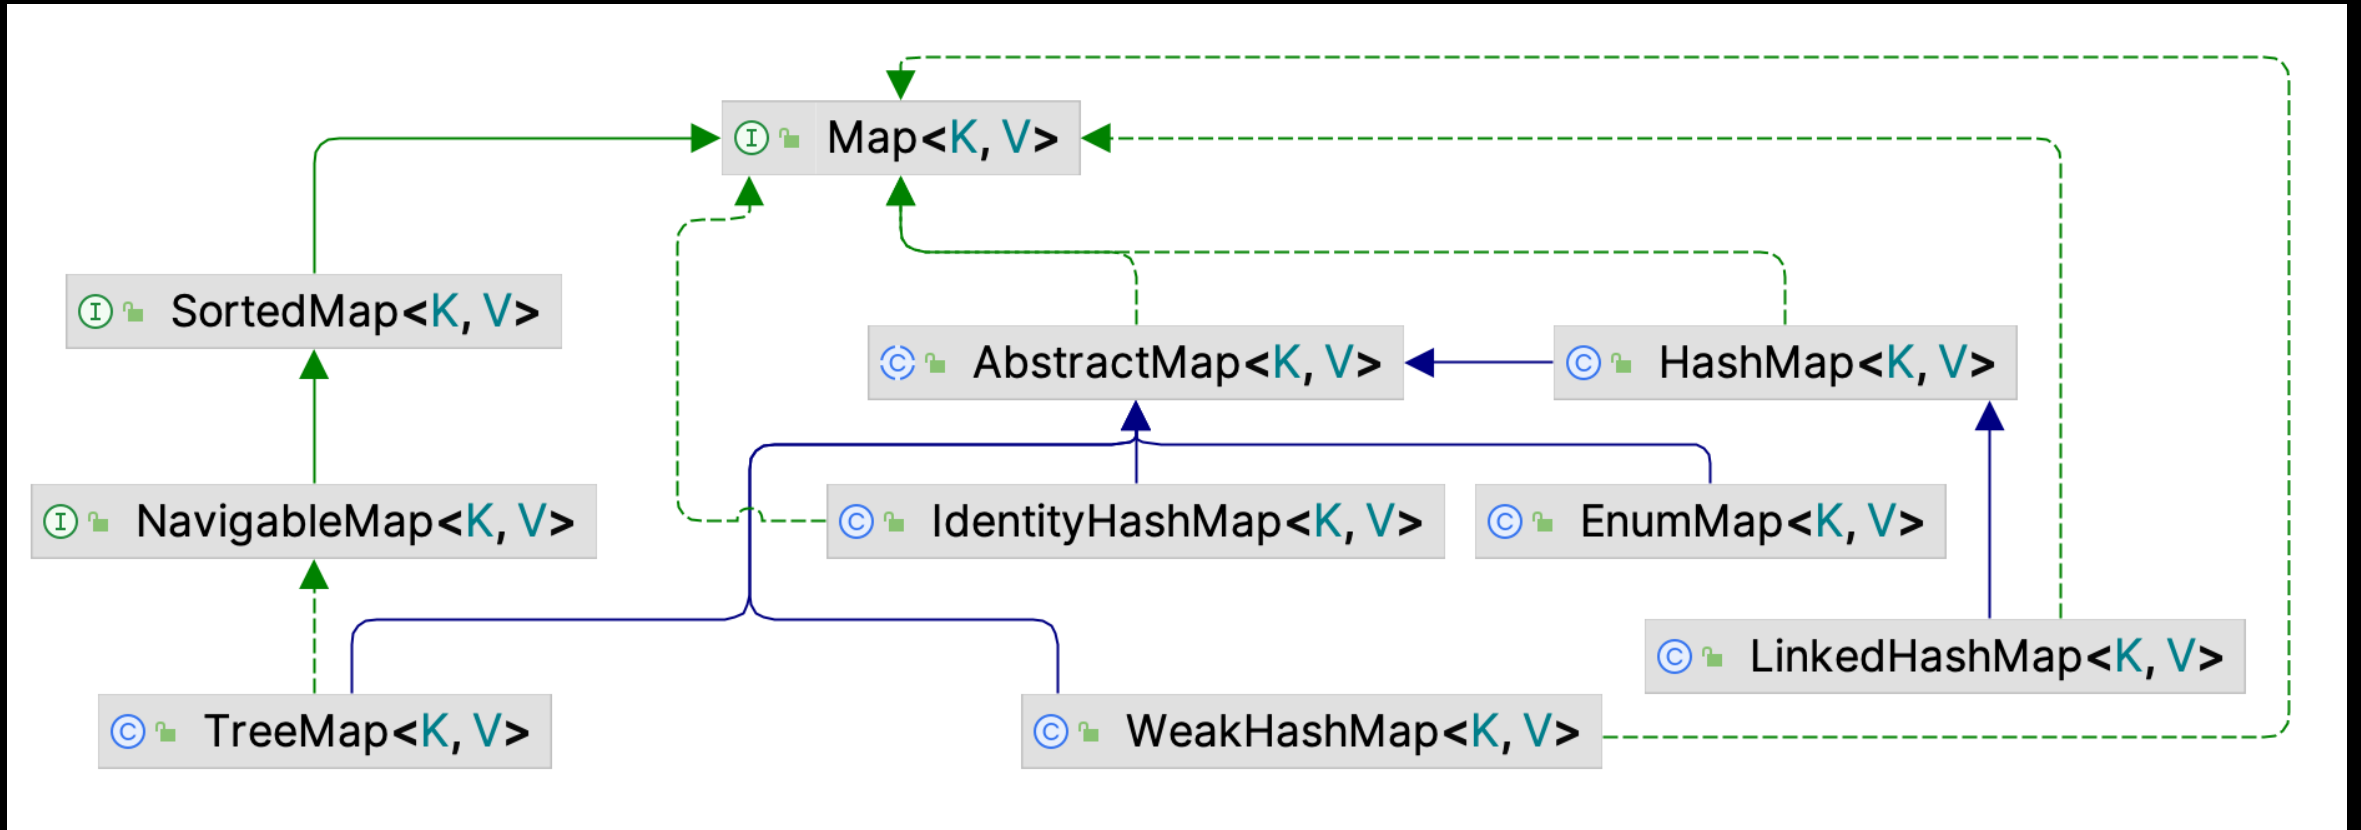 Map<K, V>
SortedMap<K, V>
AbstractMap<K, V>
HashMap<K, V>
NavigableMap<K, V>
IdentityHashMap<K, V>
EnumMap<K, V>
LinkedHashMap<K, V>
TreeMap<K, V>
WeakHashMap<K, V>